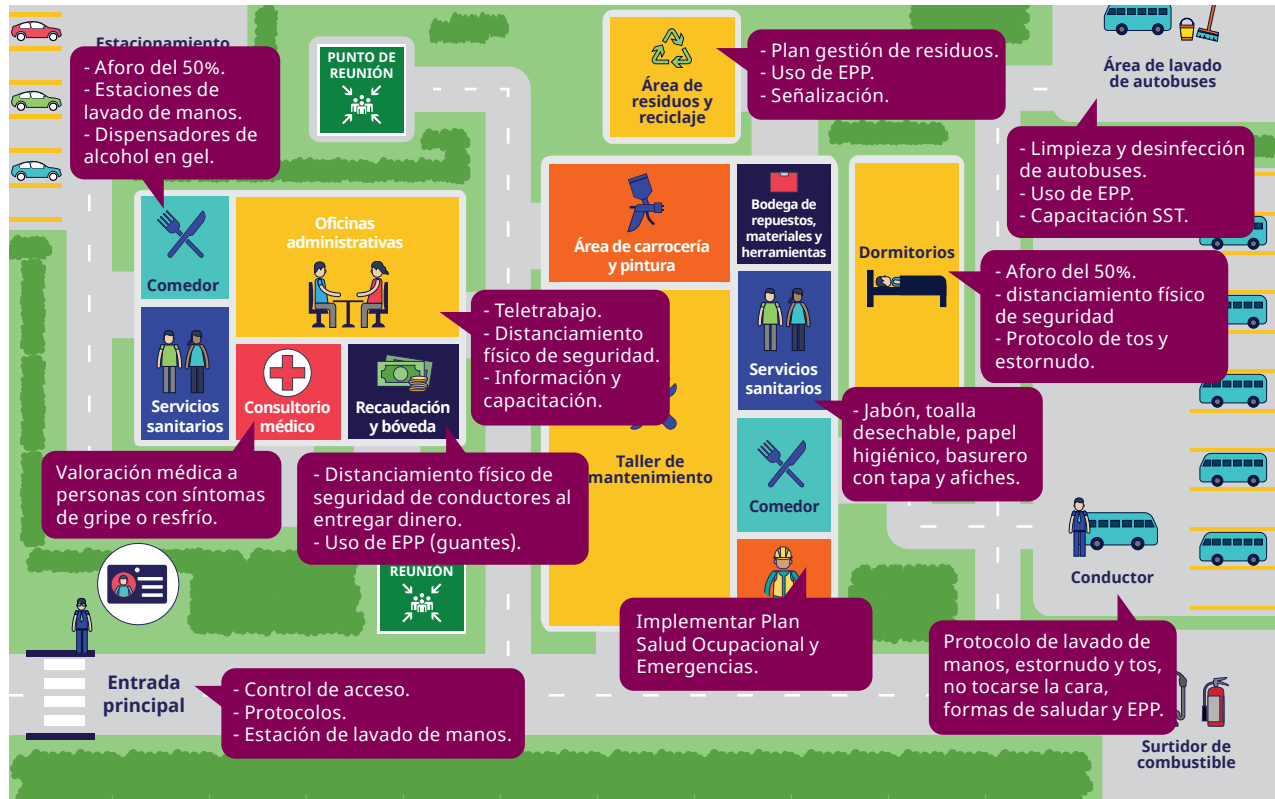 Estacionamiento
- Aforo del 50%.
- Estaciones de
lavado de manos.
- Dispensadores de
alcohol en gel.
PUNTO DE
REUNIÓN
Área de
residuos y
reciclaje
- Plan gestión de residuos.
- Uso de EPP.
- Señalización.
Área de lavado
de autobuses
- Limpieza y desinfección
de autobuses.
- Uso de EPP.
- Capacitación SST.
Comedor
Oficinas
administrativas
- Teletrabajo.
- Distanciamiento
físico de seguridad.
- Información y
capacitación.
Área de carrocería
y pintura
Bodega de
repuestos,
materiales y
herramientas
Dormitorios
- Aforo del 50%.
- distanciamiento físico
de seguridad
- Protocolo de tos y
estornudo.
Servicios
sanitarios
Consultorio
médico
Recaudación
y bóveda
Servicios
sanitarios
- Jabón, toalla
desechable, papel
higiénico, basurero
con tapa y afiches.
Valoración médica a
personas con síntomas
de gripe o resfrío.
- Distanciamiento físico de
seguridad de conductores al
entregar dinero.
- Uso de EPP (guantes).
Taller de
mantenimiento
Comedor
REUNIÓN
Conductor
Implementar Plan
Salud Ocupacional y
Emergencias.
Protocolo de lavado de
manos, estornudo y tos,
no tocarse la cara,
formas de saludar y EPP.
Entrada
principal
- Control de acceso.
- Protocolos.
- Estación de lavado de manos.
Surtidor de
combustible